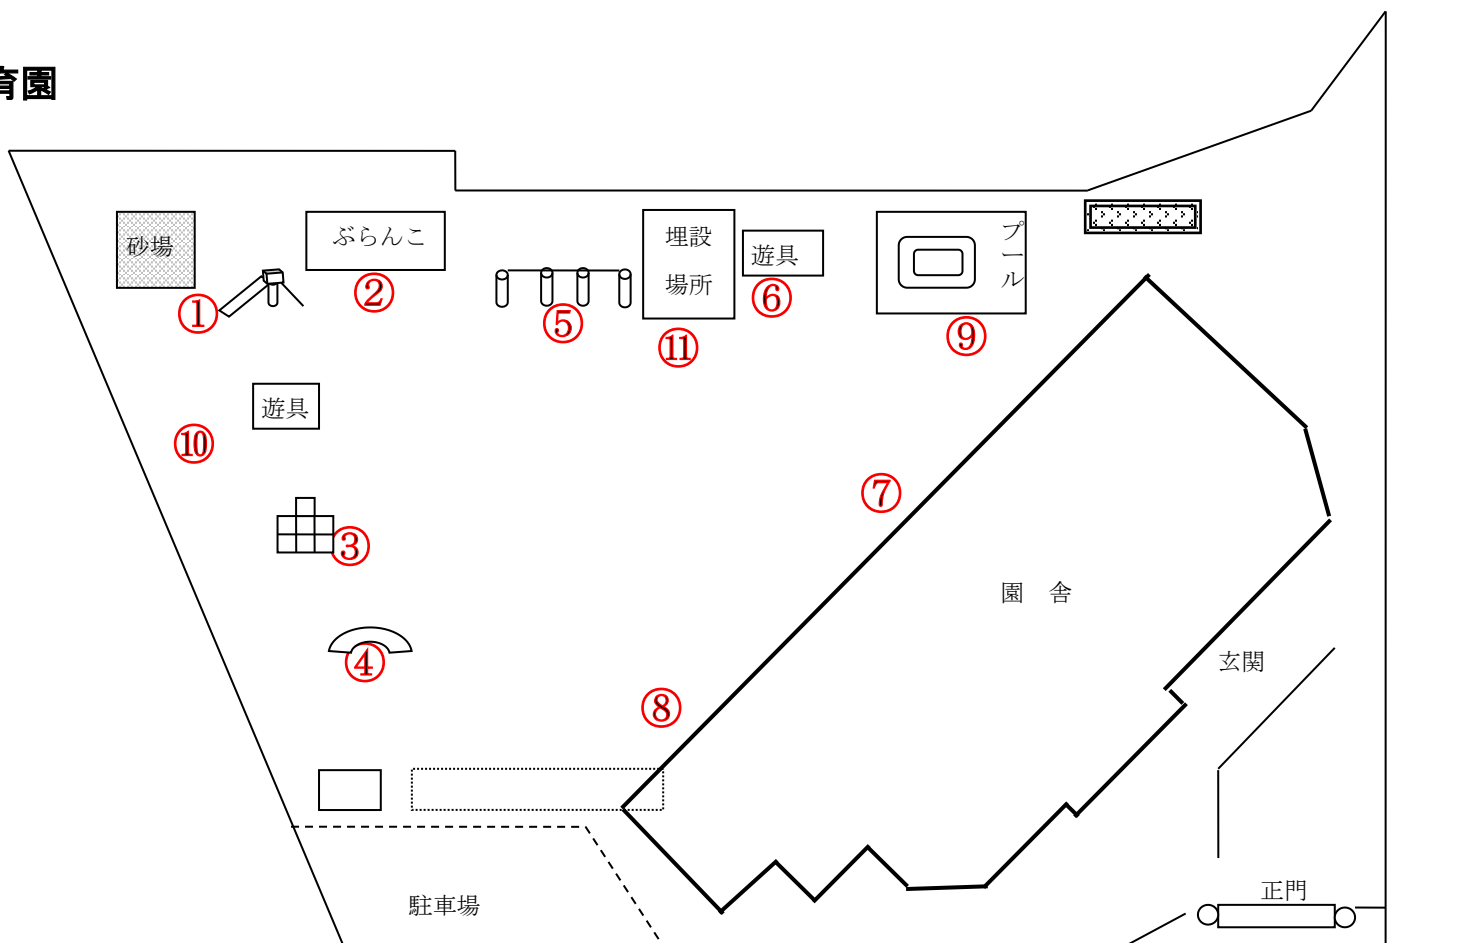 育園
砂場
ぶらんこ
埋設
場所
遊具
プール
①
②
⑤
⑥
⑪
⑨
遊具
⑩
⑦
③
園　舎
④
玄関
⑧
駐車場
正門